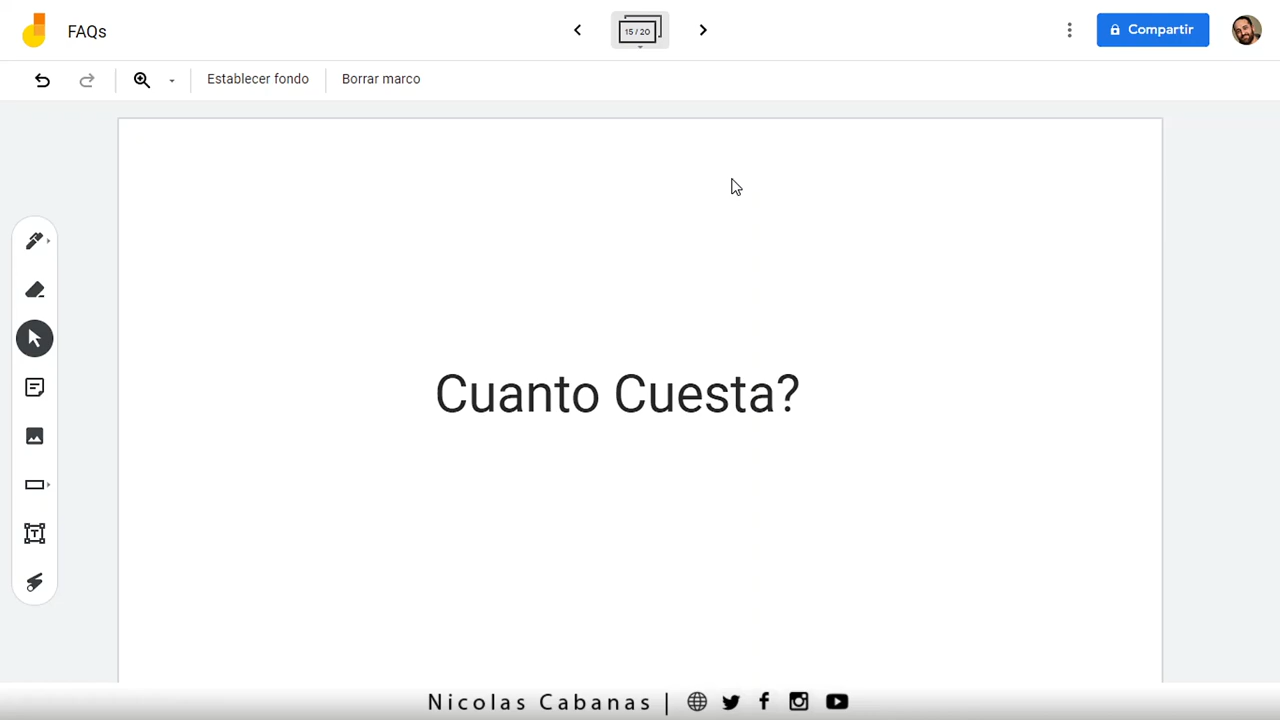 FAQs
15 / 20
Compartir
Establecer fondo
Borrar marco
Cuanto Cuesta?
Nicolas Cabanas |